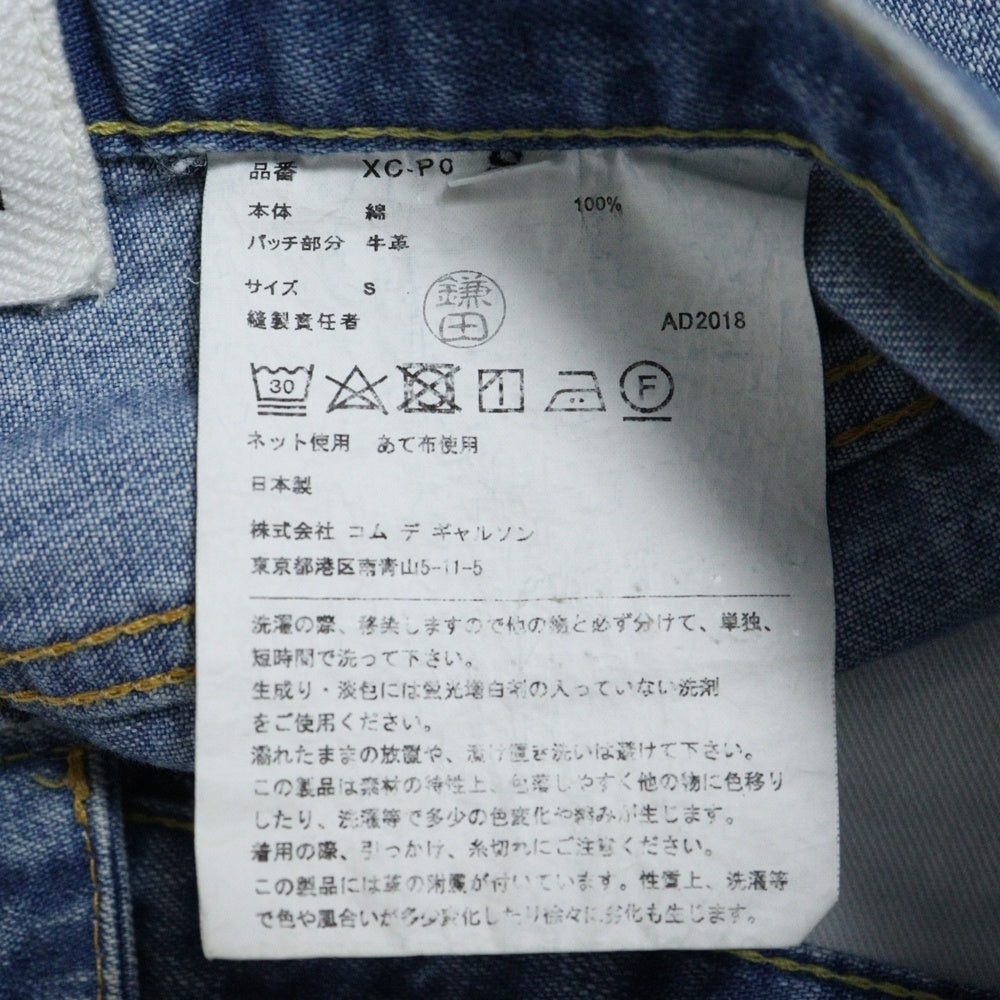 品番 XC-P0
本体 綿 100%
パッチ部分 牛革
サイズ S
鎌田
縫製責任者 AD2018
30 F
ネット使用 あて布使用
日本製
株式会社 コム デ ギャルソン
東京都港区南青山5-11-5
洗濯の際、移染しますので他の物と必ず分けて、単独、
短時間で洗って下さい。
生成り・淡色には蛍光増白剤の入っていない洗剤
をご使用ください。
濡れたままの放置や、漬け置き洗いは避けて下さい。
この製品は素材の特性上、色落しやすく他の物に色移り
したり、洗濯等で多少の色変化や縮みが生じます。
着用の際、引っかけ、糸切れにご注意ください。
この製品には革の附属が付いています。性質上、洗濯等
で色や風合いが多少変化したり徐々に劣化も生じます。